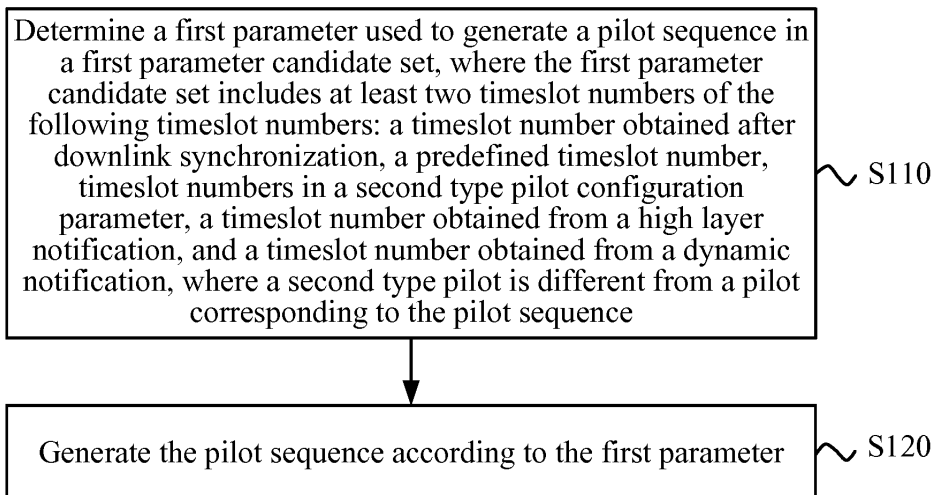 Determine a first parameter used to generate a pilot sequence in
a first parameter candidate set, where the first parameter
candidate set includes at least two timeslot numbers of the
following timeslot numbers: a timeslot number obtained after
downlink synchronization, a predefined timeslot number,
timeslot numbers in a second type pilot configuration
parameter, a timeslot number obtained from a high layer
notification, and a timeslot number obtained from a dynamic
notification, where a second type pilot is different from a pilot
corresponding to the pilot sequence
S110
Generate the pilot sequence according to the first parameter
S120